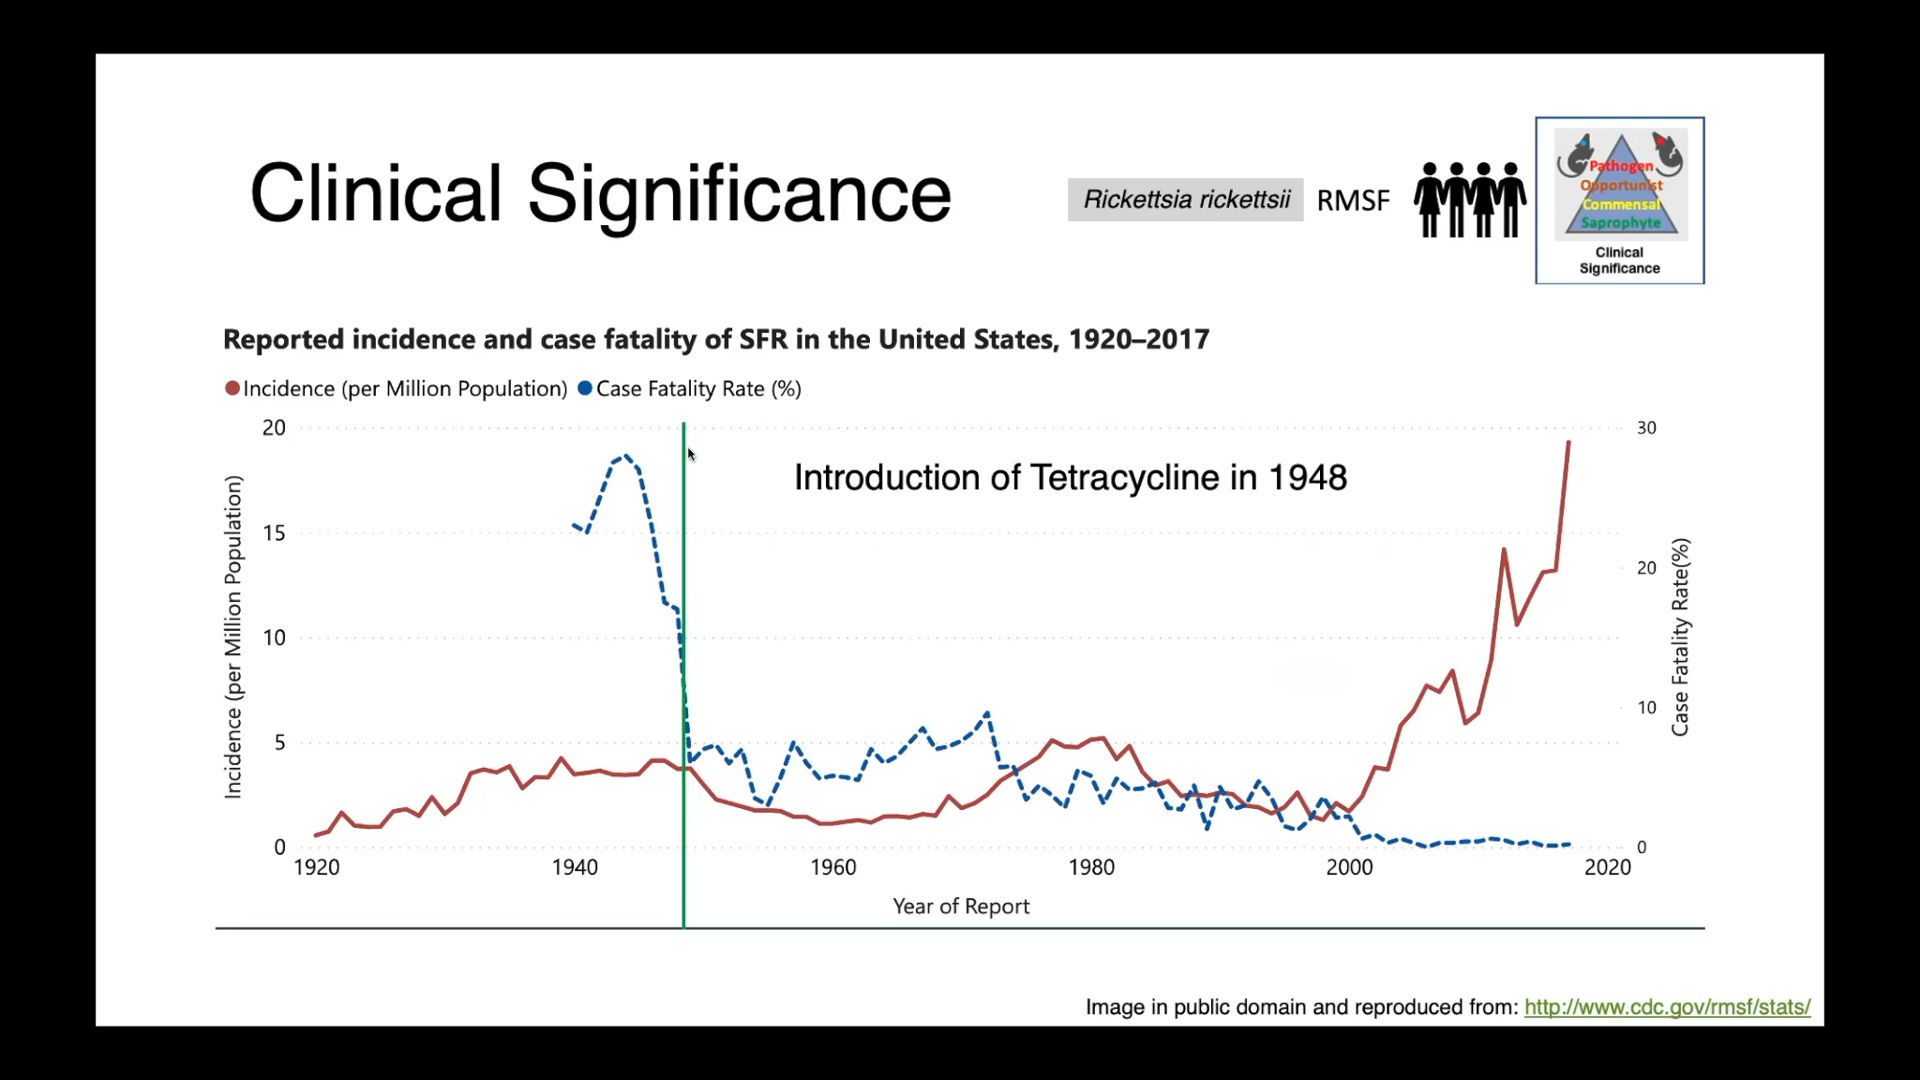 Clinical Significance
Rickettsia rickettsii
RMSF
Pathogen
Opportunist
Commensal
Saprophyte
Clinical
Significance
Reported incidence and case fatality of SFR in the United States, 1920–2017
Incidence (per Million Population)
Case Fatality Rate (%)
Introduction of Tetracycline in 1948
Incidence (per Million Population)
20
15
10
5
0
30
20
10
0
Case Fatality Rate(%)
1920
1940
1960
1980
2000
2020
Year of Report
Image in public domain and reproduced from: http://www.cdc.gov/rmsf/stats/